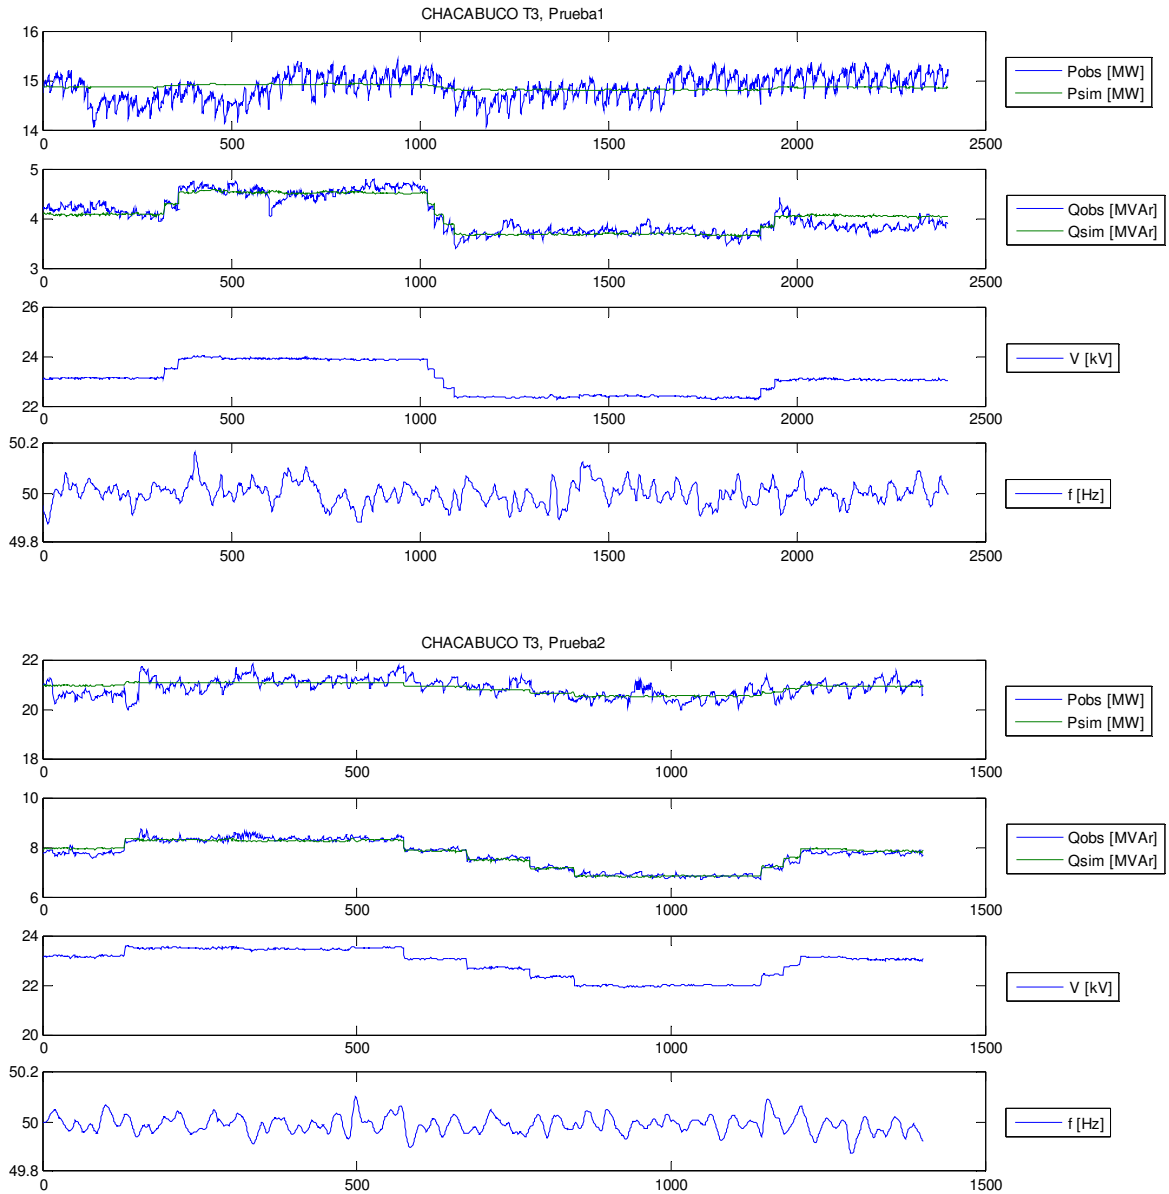 CHACABUCO T3, Prueba1
16
15
14
0 500 1000 1500 2000 2500
Pobs [MW]
Psim [MW]
5
4
3
0 500 1000 1500 2000 2500
Qobs [MVAr]
Qsim [MVAr]
26
24
22
0 500 1000 1500 2000 2500
V [kV]
50.2
50
49.8
0 500 1000 1500 2000 2500
f [Hz]
CHACABUCO T3, Prueba2
22
20
18
0 500 1000 1500
Pobs [MW]
Psim [MW]
10
8
6
0 500 1000 1500
Qobs [MVAr]
Qsim [MVAr]
24
22
20
0 500 1000 1500
V [kV]
50.2
50
49.8
0 500 1000 1500
f [Hz]